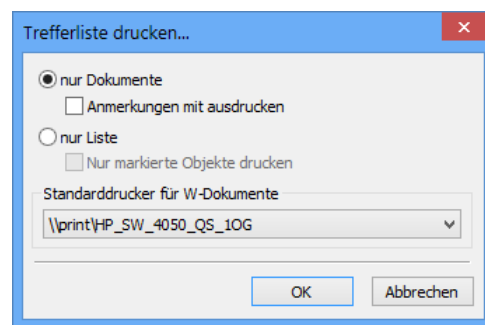 Trefferliste drucken...
nur Dokumente
Anmerkungen mit ausdrucken
nur Liste
Nur markierte Objekte drucken
Standarddrucker für W-Dokumente
\\print\HP_SW_4050_QS_1OG
OK
Abbrechen